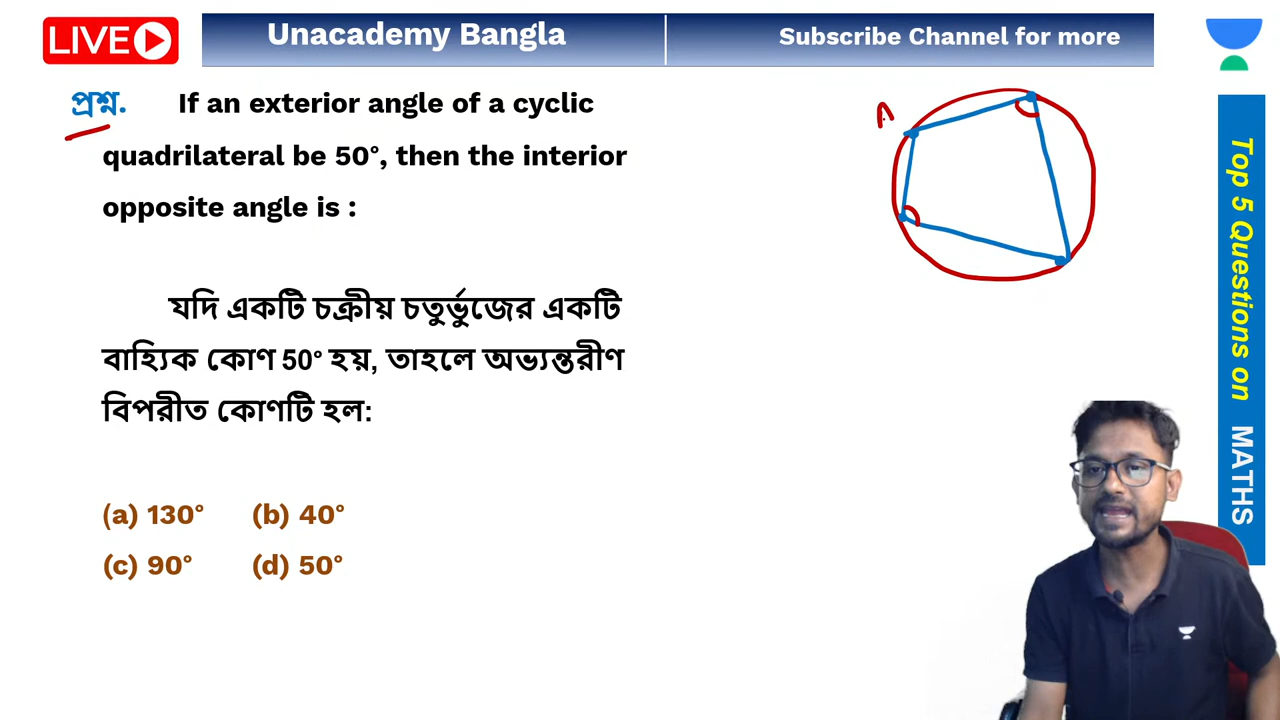 LIVE
Unacademy Bangla
Subscribe Channel for more
প্রশ্ন. If an exterior angle of a cyclic
quadrilateral be 50°, then the interior
opposite angle is :
A
যদি একটি চক্রীয় চতুর্ভুজের একটি
বাহ্যিক কোণ 50° হয়, তাহলে অভ্যন্তরীণ
বিপরীত কোণটি হল:
(a) 130° (b) 40°
(c) 90° (d) 50°
Top 5 Questions on MATHS